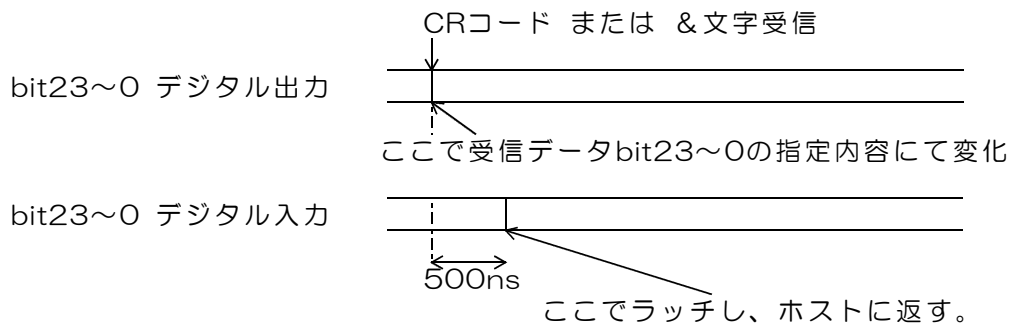 CRコード または &文字受信
bit23~0 デジタル出力
ここで受信データbit23~0の指定内容にて変化
bit23~0 デジタル入力
500ns
ここでラッチし、ホストに返す。